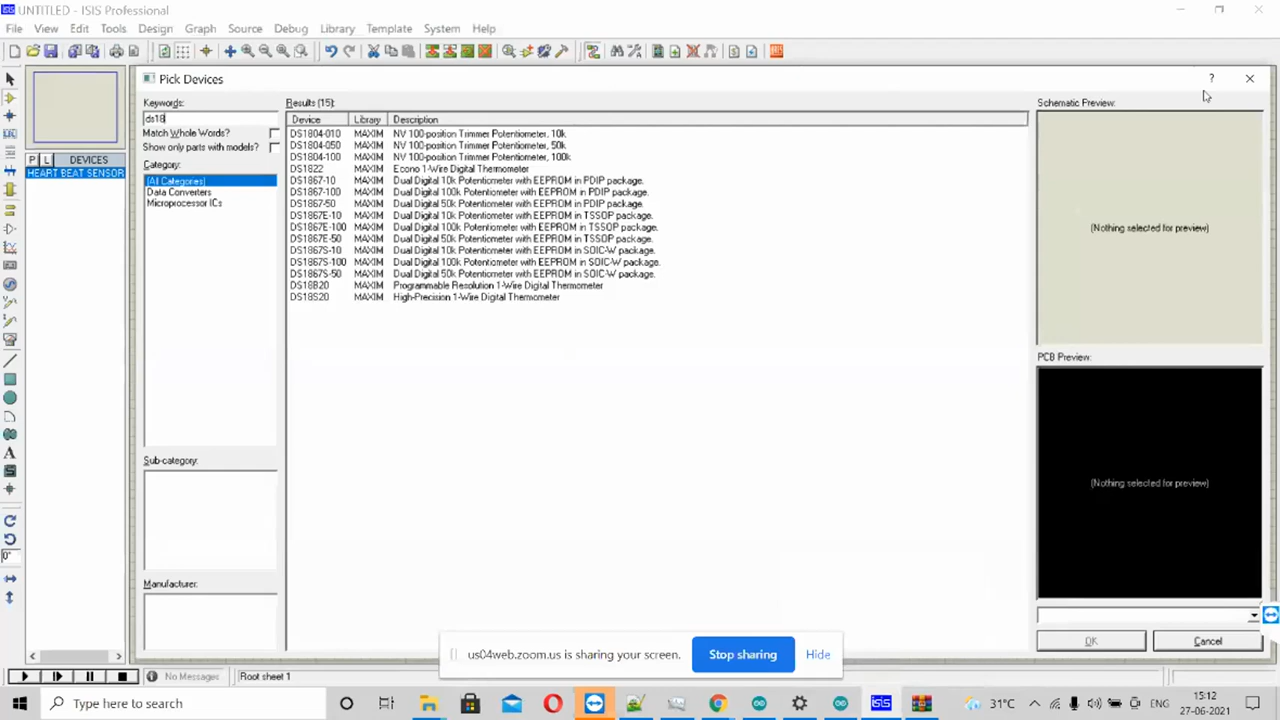 UNTITLED - ISIS Professional
File View Edit Tools Design Graph Source Debug Library Template System Help
Pick Devices
Keywords:
ds18
Match Whole Words?
Show only parts with models?
Category:
(All Categories)
Data Converters
Microprocessor ICs
Sub-category:
Manufacturer:
P L DEVICES
HEART BEAT SENSOR
Results (15):
Device Library Description
DS1804-010 MAXIM NV 100-position Trimmer Potentiometer, 10k
DS1804-050 MAXIM NV 100-position Trimmer Potentiometer, 50k
DS1804-100 MAXIM NV 100-position Trimmer Potentiometer, 100k
DS1822 MAXIM Econo 1-Wire Digital Thermometer
DS1867-10 MAXIM Dual Digital 10k Potentiometer with EEPROM in PDIP package.
DS1867-100 MAXIM Dual Digital 100k Potentiometer with EEPROM in PDIP package.
DS1867-50 MAXIM Dual Digital 50k Potentiometer with EEPROM in PDIP package.
DS1867E-10 MAXIM Dual Digital 10k Potentiometer with EEPROM in TSSOP package.
DS1867E-100 MAXIM Dual Digital 100k Potentiometer with EEPROM in TSSOP package.
DS1867E-50 MAXIM Dual Digital 50k Potentiometer with EEPROM in TSSOP package.
DS1867S-10 MAXIM Dual Digital 10k Potentiometer with EEPROM in SOIC-W package.
DS1867S-100 MAXIM Dual Digital 100k Potentiometer with EEPROM in SOIC-W package.
DS1867S-50 MAXIM Dual Digital 50k Potentiometer with EEPROM in SOIC-W package.
DS18B20 MAXIM Programmable Resolution 1-Wire Digital Thermometer
DS18S20 MAXIM High-Precision 1-Wire Digital Thermometer
Schematic Preview:
(Nothing selected for preview)
PCB Preview:
(Nothing selected for preview)
OK Cancel
0°
us04web.zoom.us is sharing your screen. Stop sharing Hide
No Messages Root sheet 1
Type here to search
31°C ENG 15:12
27-06-2021